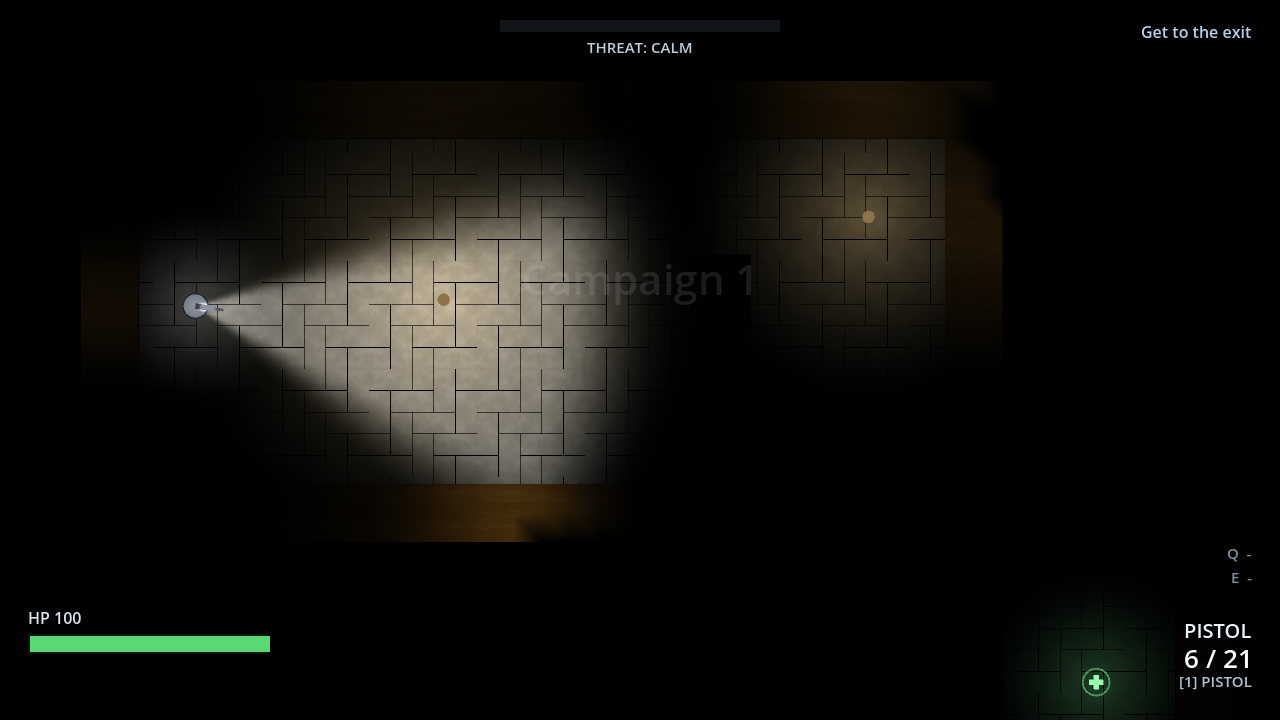 THREAT: CALM
Get to the exit
Campaign 1
Q -
E -
HP 100
PISTOL
6 / 21
[1] PISTOL